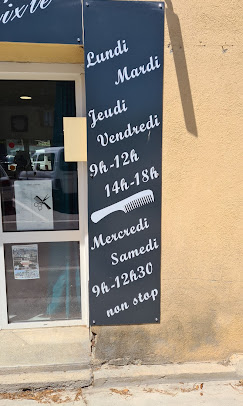 Lundi
Mardi
Jeudi
Vendredi
9h-12h
14h-18h
Mercredi
Samedi
9h-12h30
non stop